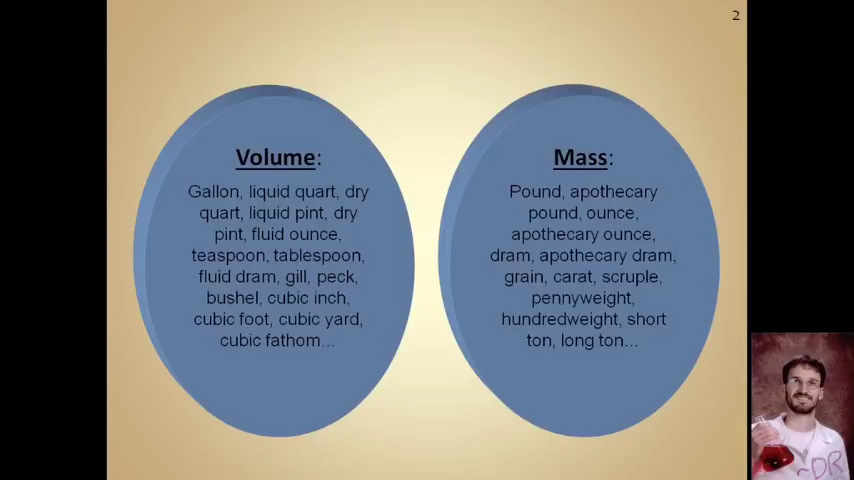 2
Volume:
Gallon, liquid quart, dry
quart, liquid pint, dry
pint, fluid ounce,
teaspoon, tablespoon,
fluid dram, gill, peck,
bushel, cubic inch,
cubic foot, cubic yard,
cubic fathom...
Mass:
Pound, apothecary
pound, ounce,
apothecary ounce,
dram, apothecary dram,
grain, carat, scruple,
pennyweight,
hundredweight, short
ton, long ton...
~DR